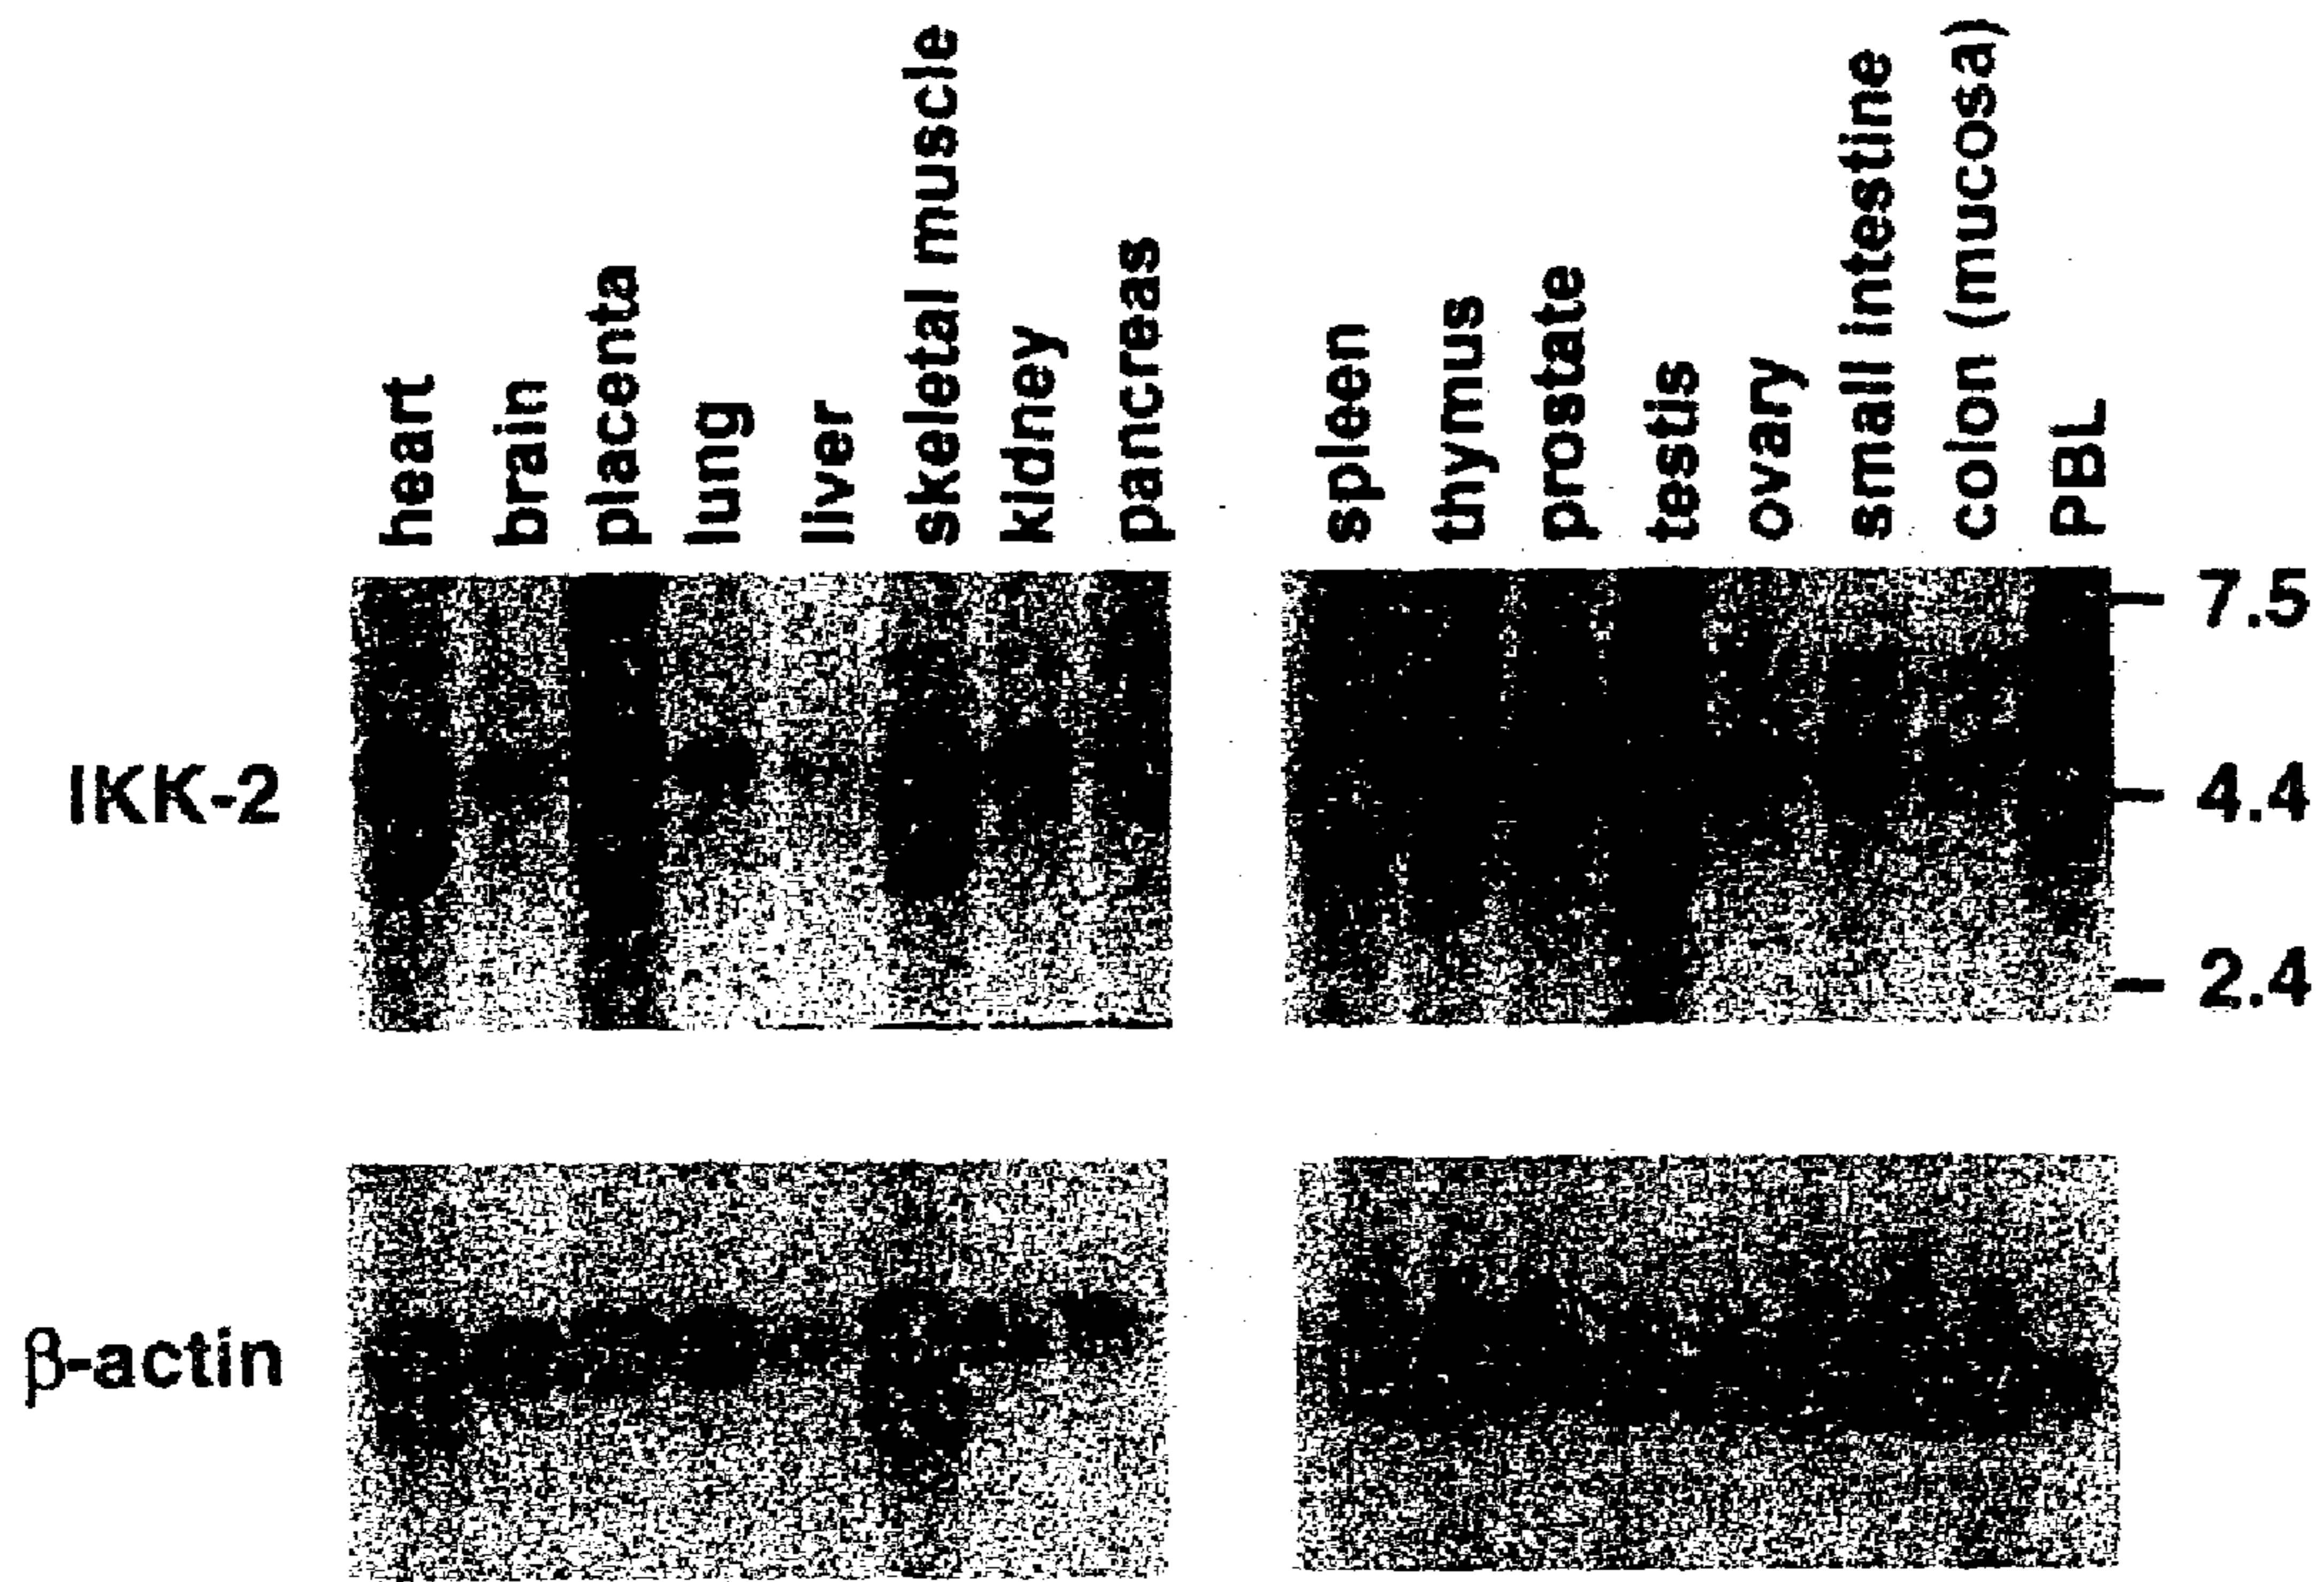 heart
brain
placenta
lung
liver
skeletal muscle
kidney
pancreas
spleen
thymus
prostate
testis
ovary
small intestine
colon (mucosa)
PBL
IKK-2
7.5
4.4
2.4
β-actin